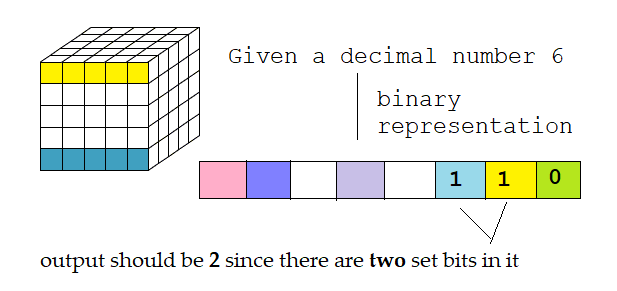 Given a decimal number 6
binary
representation
1 1 0
output should be 2 since there are two set bits in it